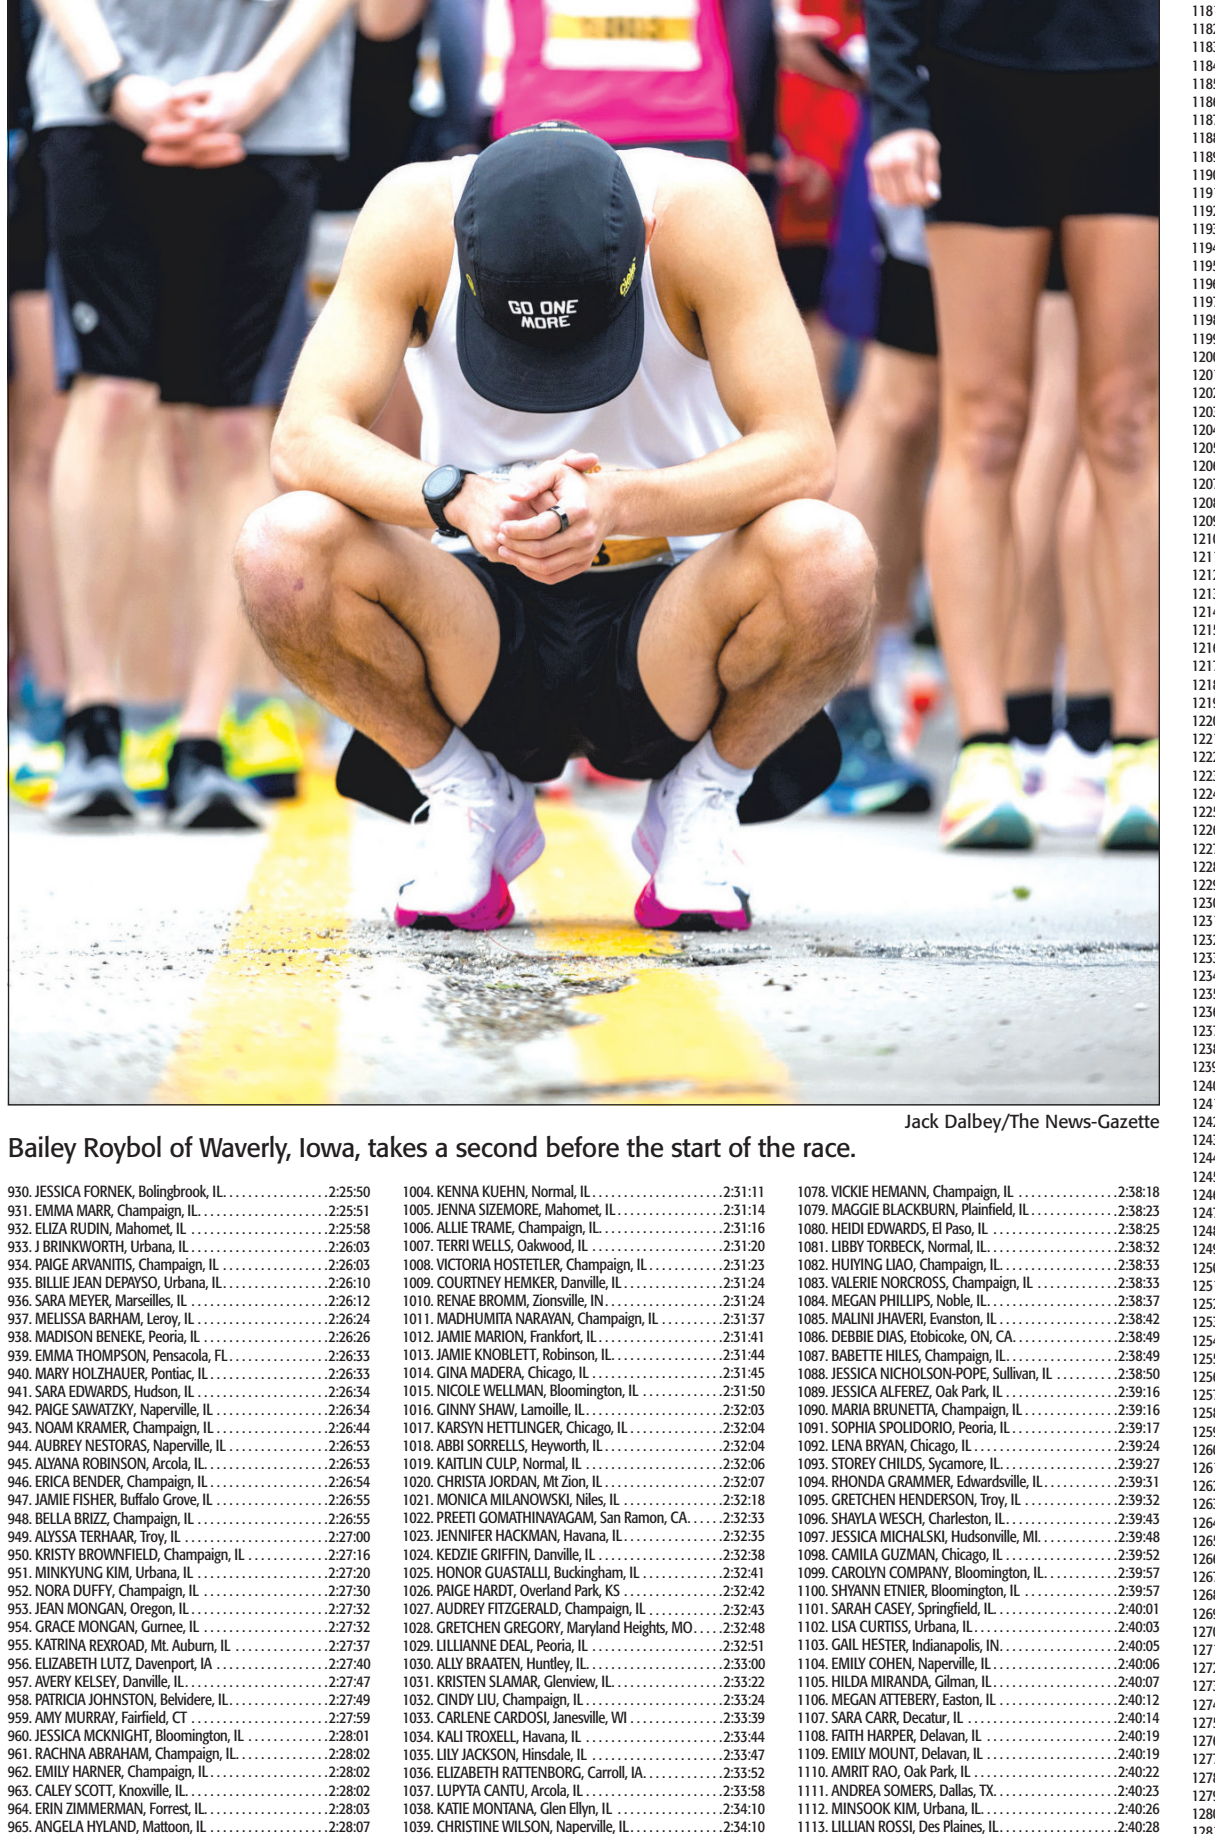 GO ONE
MORE
ciele
Jack Dalbey/The News-Gazette
Bailey Roybol of Waverly, Iowa, takes a second before the start of the race.
930. JESSICA FORNEK, Bolingbrook, IL. . . . . . . . . . . . . . . . .2:25:50
931. EMMA MARR, Champaign, IL. . . . . . . . . . . . . . . . . . . . .2:25:51
932. ELIZA RUDIN, Mahomet, IL . . . . . . . . . . . . . . . . . . . . . .2:25:58
933. J BRINKWORTH, Urbana, IL . . . . . . . . . . . . . . . . . . . . . .2:26:03
934. PAIGE ARVANITIS, Champaign, IL . . . . . . . . . . . . . . . . .2:26:03
935. BILLIE JEAN DEPAYSO, Urbana, IL. . . . . . . . . . . . . . . . .2:26:10
936. SARA MEYER, Marseilles, IL . . . . . . . . . . . . . . . . . . . . .2:26:12
937. MELISSA BARHAM, Leroy, IL . . . . . . . . . . . . . . . . . . . .2:26:24
938. MADISON BENEKE, Peoria, IL . . . . . . . . . . . . . . . . . . . .2:26:26
939. EMMA THOMPSON, Pensacola, FL . . . . . . . . . . . . . . . .2:26:33
940. MARY HOLZHAUER, Pontiac, IL . . . . . . . . . . . . . . . . . . .2:26:33
941. SARA EDWARDS, Hudson, IL . . . . . . . . . . . . . . . . . . . . .2:26:34
942. PAIGE SAWATZKY, Naperville, IL . . . . . . . . . . . . . . . . . .2:26:34
943. NOAM KRAMER, Champaign, IL . . . . . . . . . . . . . . . . . .2:26:44
944. AUBREY NESTORAS, Naperville, IL . . . . . . . . . . . . . . . .2:26:53
945. ALYANA ROBINSON, Arcola, IL. . . . . . . . . . . . . . . . . . .2:26:53
946. ERICA BENDER, Champaign, IL . . . . . . . . . . . . . . . . . . .2:26:54
947. JAMIE FISHER, Buffalo Grove, IL . . . . . . . . . . . . . . . . . .2:26:55
948. BELLA BRIZZ, Champaign, IL . . . . . . . . . . . . . . . . . . . . .2:26:55
949. ALYSSA TERHAAR, Troy, IL . . . . . . . . . . . . . . . . . . . . . .2:27:00
950. KRISTY BROWNFIELD, Champaign, IL . . . . . . . . . . . . .2:27:16
951. MINKYUNG KIM, Urbana, IL . . . . . . . . . . . . . . . . . . . . .2:27:20
952. NORA DUFFY, Champaign, IL . . . . . . . . . . . . . . . . . . . .2:27:30
953. JEAN MONGAN, Oregon, IL . . . . . . . . . . . . . . . . . . . . . .2:27:32
954. GRACE MONGAN, Gurnee, IL . . . . . . . . . . . . . . . . . . . .2:27:32
955. KATRINA REXROAD, Mt. Auburn, IL . . . . . . . . . . . . . . .2:27:37
956. ELIZABETH LUTZ, Davenport, IA . . . . . . . . . . . . . . . . . .2:27:40
957. AVERY KELSEY, Danville, IL . . . . . . . . . . . . . . . . . . . . . .2:27:47
958. PATRICIA JOHNSTON, Belvidere, IL . . . . . . . . . . . . . . . .2:27:49
959. AMY MURRAY, Fairfield, CT . . . . . . . . . . . . . . . . . . . . . .2:27:59
960. JESSICA MCKNIGHT, Bloomington, IL . . . . . . . . . . . . . .2:28:01
961. RACHNA ABRAHAM, Champaign, IL. . . . . . . . . . . . . . .2:28:02
962. EMILY HARNER, Champaign, IL . . . . . . . . . . . . . . . . . . .2:28:02
963. CALEY SCOTT, Knoxville, IL. . . . . . . . . . . . . . . . . . . . . .2:28:02
964. ERIN ZIMMERMAN, Forrest, IL. . . . . . . . . . . . . . . . . . .2:28:03
965. ANGELA HYLAND, Mattoon, IL . . . . . . . . . . . . . . . . . . .2:28:07
1004. KENNA KUEHN, Normal, IL . . . . . . . . . . . . . . . . . . . .2:31:11
1005. JENNA SIZEMORE, Mahomet, IL . . . . . . . . . . . . . . . . .2:31:14
1006. ALLIE TRAME, Champaign, IL. . . . . . . . . . . . . . . . . . .2:31:16
1007. TERRI WELLS, Oakwood, IL . . . . . . . . . . . . . . . . . . . .2:31:20
1008. VICTORIA HOSTETLER, Champaign, IL . . . . . . . . . . . .2:31:23
1009. COURTNEY HEMKER, Danville, IL . . . . . . . . . . . . . . . .2:31:24
1010. RENAE BROMM, Zionsville, IN . . . . . . . . . . . . . . . . . . .2:31:24
1011. MADHUMITA NARAYAN, Champaign, IL . . . . . . . . . .2:31:37
1012. JAMIE MARION, Frankfort, IL . . . . . . . . . . . . . . . . . . .2:31:41
1013. JAMIE KNOBLETT, Robinson, IL. . . . . . . . . . . . . . . . . .2:31:44
1014. GINA MADERA, Chicago, IL . . . . . . . . . . . . . . . . . . . .2:31:45
1015. NICOLE WELLMAN, Bloomington, IL . . . . . . . . . . . . .2:31:50
1016. GINNY SHAW, Lamoille, IL . . . . . . . . . . . . . . . . . . . . .2:32:03
1017. KARSYN HETTLINGER, Chicago, IL . . . . . . . . . . . . . . .2:32:04
1018. ABBI SORRELLS, Heyworth, IL . . . . . . . . . . . . . . . . . . .2:32:04
1019. KAITLIN CULP, Normal, IL . . . . . . . . . . . . . . . . . . . . .2:32:06
1020. CHRISTA JORDAN, Mt Zion, IL . . . . . . . . . . . . . . . . . .2:32:07
1021. MONICA MILANOWSKI, Niles, IL . . . . . . . . . . . . . . . .2:32:18
1022. PREETI GOMATHINAYAGAM, San Ramon, CA. . . . . .2:32:33
1023. JENNIFER HACKMAN, Havana, IL . . . . . . . . . . . . . . . .2:32:35
1024. KEDZIE GRIFFIN, Danville, IL . . . . . . . . . . . . . . . . . . .2:32:38
1025. HONOR GUASTALLI, Buckingham, IL . . . . . . . . . . . . .2:32:41
1026. PAIGE HARDT, Overland Park, KS . . . . . . . . . . . . . . . .2:32:42
1027. AUDREY FITZGERALD, Champaign, IL . . . . . . . . . . . .2:32:43
1028. GRETCHEN GREGORY, Maryland Heights, MO . . . . .2:32:48
1029. LILLIANNE DEAL, Peoria, IL . . . . . . . . . . . . . . . . . . . .2:32:51
1030. ALLY BRAATEN, Huntley, IL. . . . . . . . . . . . . . . . . . . . .2:33:00
1031. KRISTEN SLAMAR, Glenview, IL. . . . . . . . . . . . . . . . . .2:33:22
1032. CINDY LIU, Champaign, IL . . . . . . . . . . . . . . . . . . . . .2:33:24
1033. CARLENE CARDOSI, Janesville, WI . . . . . . . . . . . . . . .2:33:39
1034. KALI TROXELL, Havana, IL . . . . . . . . . . . . . . . . . . . . .2:33:44
1035. LILY JACKSON, Hinsdale, IL . . . . . . . . . . . . . . . . . . . .2:33:47
1036. ELIZABETH RATTENBORG, Carroll, IA. . . . . . . . . . . . .2:33:52
1037. LUPYTA CANTU, Arcola, IL . . . . . . . . . . . . . . . . . . . . .2:33:58
1038. KATIE MONTANA, Glen Ellyn, IL . . . . . . . . . . . . . . . . .2:34:10
1039. CHRISTINE WILSON, Naperville, IL . . . . . . . . . . . . . . .2:34:10
1078. VICKIE HEMANN, Champaign, IL . . . . . . . . . . . . . . . .2:38:18
1079. MAGGIE BLACKBURN, Plainfield, IL . . . . . . . . . . . . . .2:38:23
1080. HEIDI EDWARDS, El Paso, IL . . . . . . . . . . . . . . . . . . . .2:38:25
1081. LIBBY TORBECK, Normal, IL. . . . . . . . . . . . . . . . . . . .2:38:32
1082. HUIYING LIAO, Champaign, IL. . . . . . . . . . . . . . . . . .2:38:33
1083. VALERIE NORCROSS, Champaign, IL . . . . . . . . . . . . .2:38:33
1084. MEGAN PHILLIPS, Noble, IL. . . . . . . . . . . . . . . . . . . .2:38:37
1085. MALINI JHAVERI, Evanston, IL . . . . . . . . . . . . . . . . . .2:38:42
1086. DEBBIE DIAS, Etobicoke, ON, CA. . . . . . . . . . . . . . . . .2:38:49
1087. BABETTE HILES, Champaign, IL. . . . . . . . . . . . . . . . . .2:38:49
1088. JESSICA NICHOLSON-POPE, Sullivan, IL . . . . . . . . . . .2:38:50
1089. JESSICA ALFEREZ, Oak Park, IL . . . . . . . . . . . . . . . . . .2:39:16
1090. MARIA BRUNETTA, Champaign, IL . . . . . . . . . . . . . . .2:39:16
1091. SOPHIA SPOLIDORIO, Peoria, IL . . . . . . . . . . . . . . . . .2:39:17
1092. LENA BRYAN, Chicago, IL . . . . . . . . . . . . . . . . . . . . . .2:39:24
1093. STOREY CHILDS, Sycamore, IL. . . . . . . . . . . . . . . . . .2:39:27
1094. RHONDA GRAMMER, Edwardsville, IL . . . . . . . . . . . .2:39:31
1095. GRETCHEN HENDERSON, Troy, IL . . . . . . . . . . . . . . .2:39:32
1096. SHAYLA WESCH, Charleston, IL. . . . . . . . . . . . . . . . .2:39:43
1097. JESSICA MICHALSKI, Hudsonville, MI. . . . . . . . . . . . .2:39:48
1098. CAMILA GUZMAN, Chicago, IL . . . . . . . . . . . . . . . . . .2:39:52
1099. CAROLYN COMPANY, Bloomington, IL. . . . . . . . . . . .2:39:57
1100. SHYANN ETNIER, Bloomington, IL . . . . . . . . . . . . . . .2:39:57
1101. SARAH CASEY, Springfield, IL. . . . . . . . . . . . . . . . . . .2:40:01
1102. LISA CURTISS, Urbana, IL . . . . . . . . . . . . . . . . . . . . . .2:40:03
1103. GAIL HESTER, Indianapolis, IN. . . . . . . . . . . . . . . . . .2:40:05
1104. EMILY COHEN, Naperville, IL . . . . . . . . . . . . . . . . . . .2:40:06
1105. HILDA MIRANDA, Gilman, IL . . . . . . . . . . . . . . . . . . .2:40:07
1106. MEGAN ATTEBERY, Easton, IL . . . . . . . . . . . . . . . . . .2:40:12
1107. SARA CARR, Decatur, IL . . . . . . . . . . . . . . . . . . . . . . .2:40:14
1108. FAITH HARPER, Delavan, IL . . . . . . . . . . . . . . . . . . . .2:40:19
1109. EMILY MOUNT, Delavan, IL . . . . . . . . . . . . . . . . . . . .2:40:19
1110. AMRIT RAO, Oak Park, IL . . . . . . . . . . . . . . . . . . . . . .2:40:22
1111. ANDREA SOMERS, Dallas, TX. . . . . . . . . . . . . . . . . . .2:40:23
1112. MINSOOK KIM, Urbana, IL. . . . . . . . . . . . . . . . . . . . .2:40:26
1113. LILLIAN ROSSI, Des Plaines, IL . . . . . . . . . . . . . . . . . .2:40:28